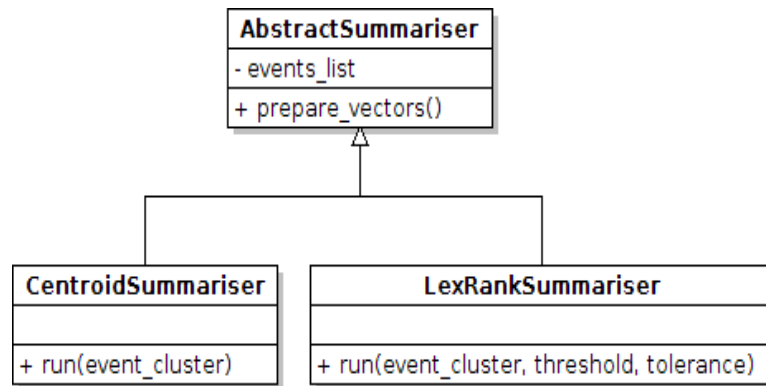 AbstractSummariser
- events_list
+ prepare_vectors()
CentroidSummariser
+ run(event_cluster)
LexRankSummariser
+ run(event_cluster, threshold, tolerance)